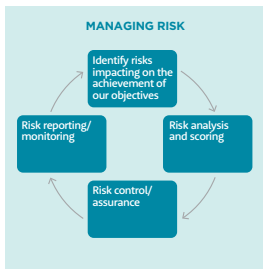 MANAGING RISK
Identify risks
impacting on the
achievement of
our objectives
Risk reporting/
monitoring
Risk analysis
and scoring
Risk control/
assurance